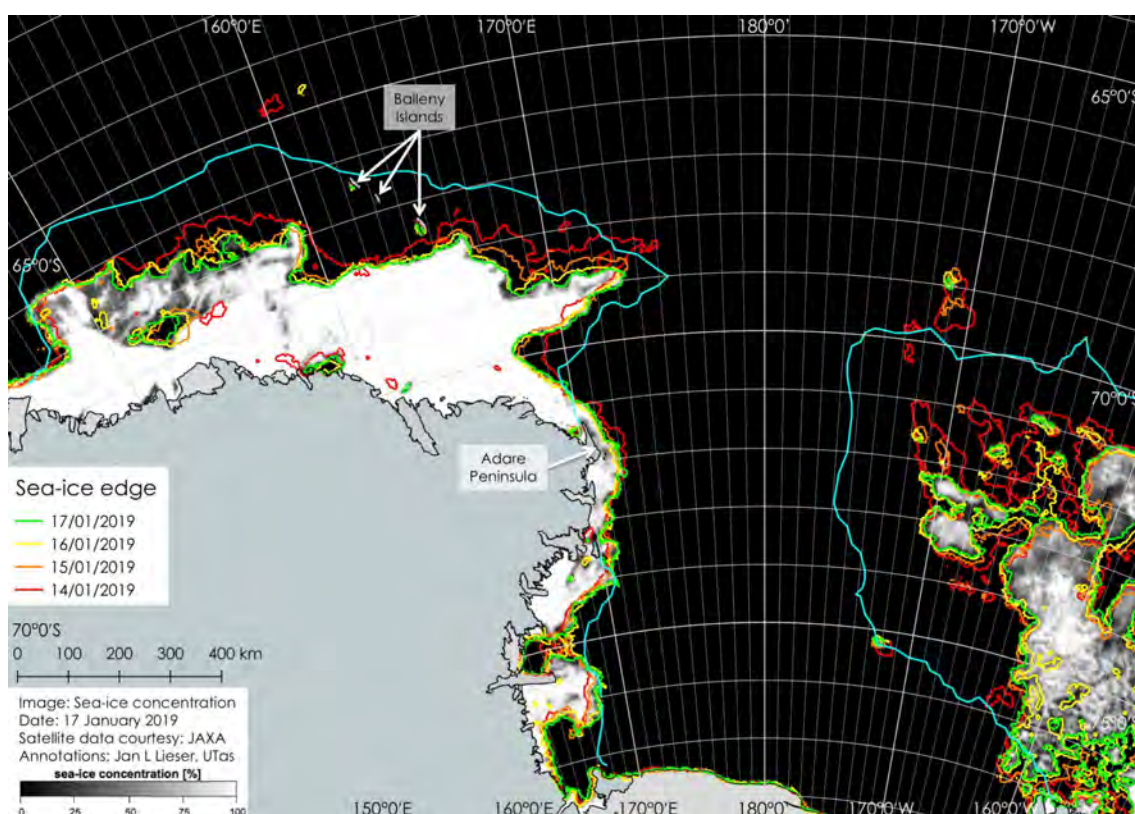 160°0'E
170°0'E
180°0'
170°0'W
65°0'S
Balleny
Islands
65°0'S
70°0'S
Adare
Peninsula
Sea-ice edge
17/01/2019
16/01/2019
15/01/2019
14/01/2019
70°0'S
0 100 200 300 400 km
75°0'S
Image: Sea-ice concentration
Date: 17 January 2019
Satellite data courtesy: JAXA
Annotations: Jan L Lieser, UTas
sea-ice concentration [%]
0 25 50 75 100
150°0'E
160°0'E
170°0'E
180°0'
170°0'W
160°0'W